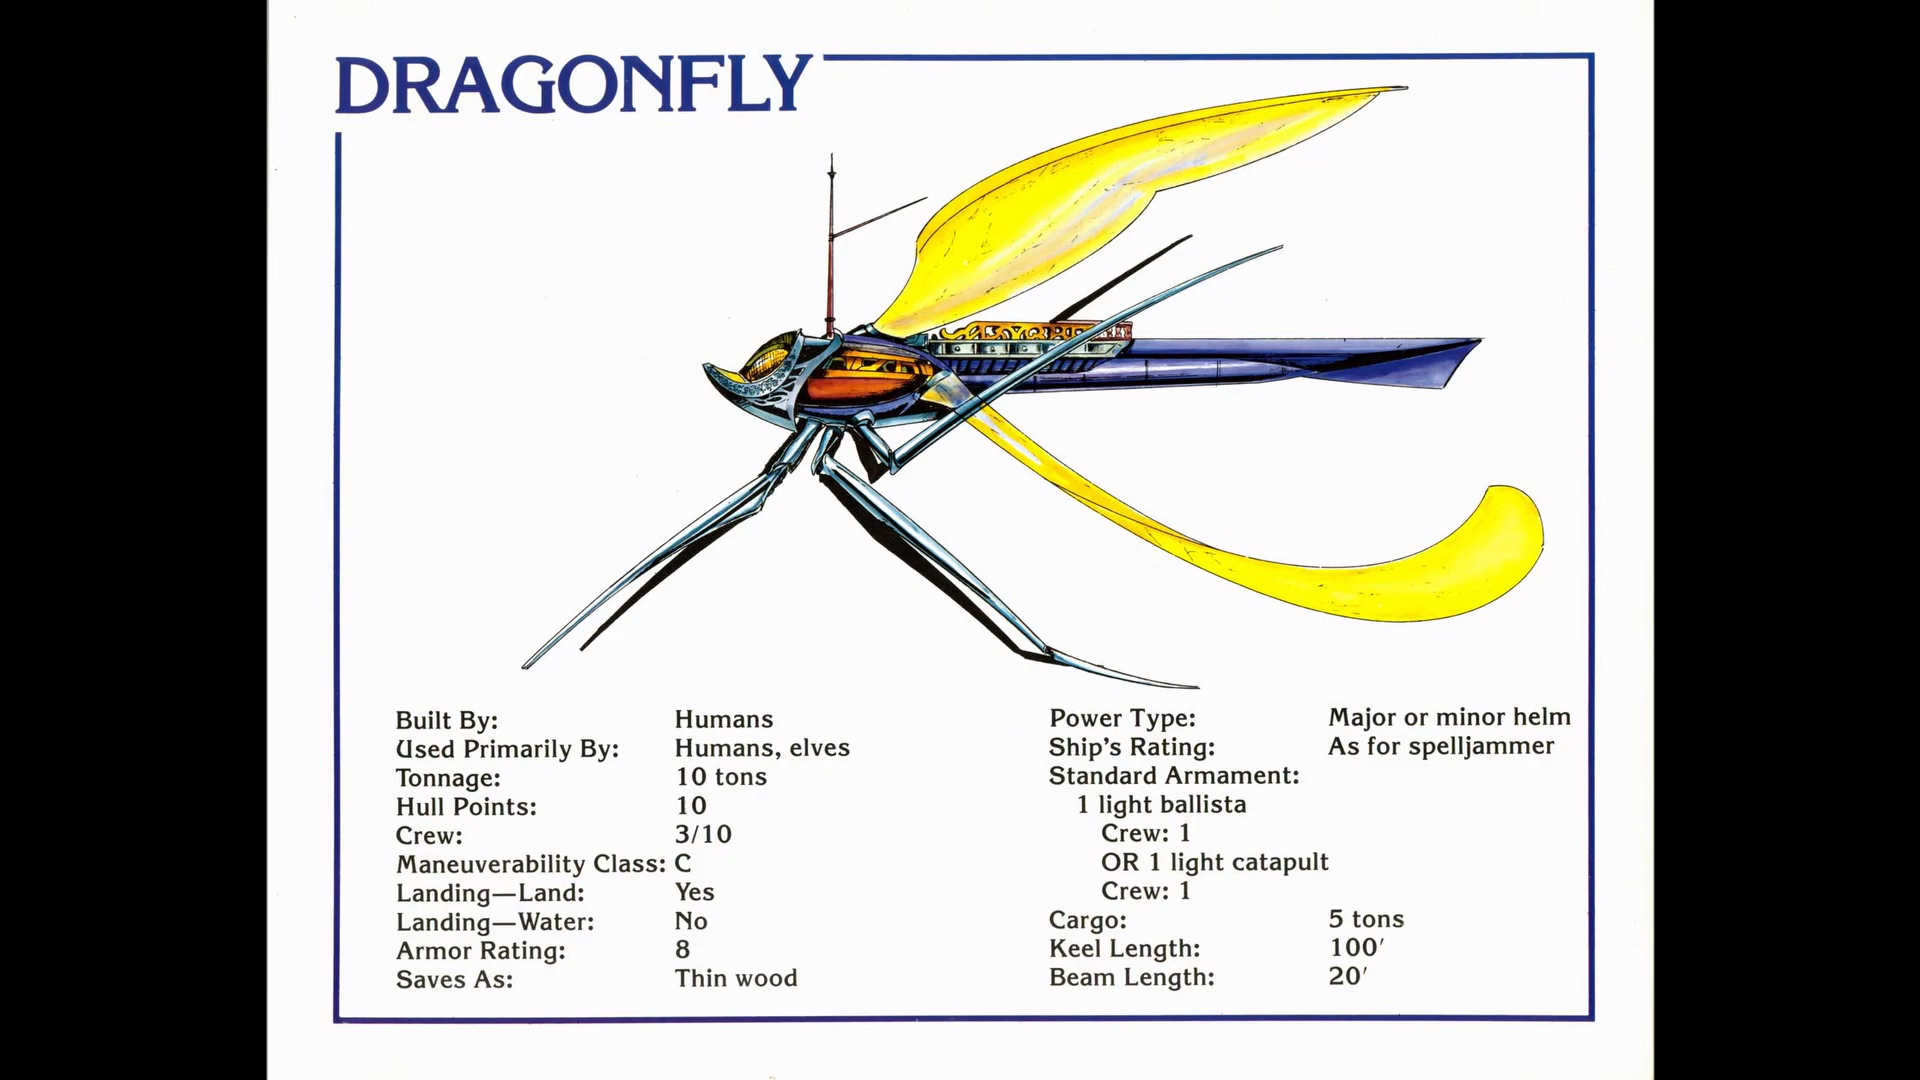 DRAGONFLY
Built By: Humans
Used Primarily By: Humans, elves
Tonnage: 10 tons
Hull Points: 10
Crew: 3/10
Maneuverability Class: C
Landing—Land: Yes
Landing—Water: No
Armor Rating: 8
Saves As: Thin wood
Power Type: Major or minor helm
Ship's Rating: As for spelljammer
Standard Armament:
1 light ballista
Crew: 1
OR 1 light catapult
Crew: 1
Cargo: 5 tons
Keel Length: 100′
Beam Length: 20′